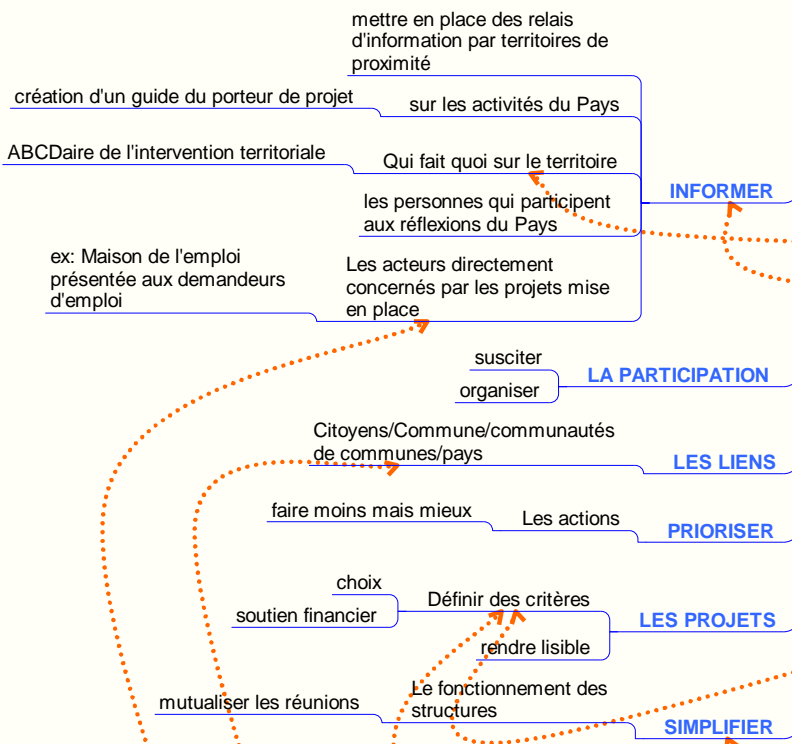 mettre en place des relais
d'information par territoires de
proximité
création d'un guide du porteur de projet
sur les activités du Pays
ABCDaire de l'intervention territoriale
Qui fait quoi sur le territoire
INFORMER
les personnes qui participent
aux réflexions du Pays
ex: Maison de l'emploi
présentée aux demandeurs
d'emploi
Les acteurs directement
concernés par les projets mise
en place
susciter
organiser
LA PARTICIPATION
Citoyens/Commune/communautés
de communes/pays
LES LIENS
faire moins mais mieux
Les actions
PRIORISER
choix
soutien financier
Définir des critères
rendre lisible
LES PROJETS
mutualiser les réunions
Le fonctionnement des
structures
SIMPLIFIER